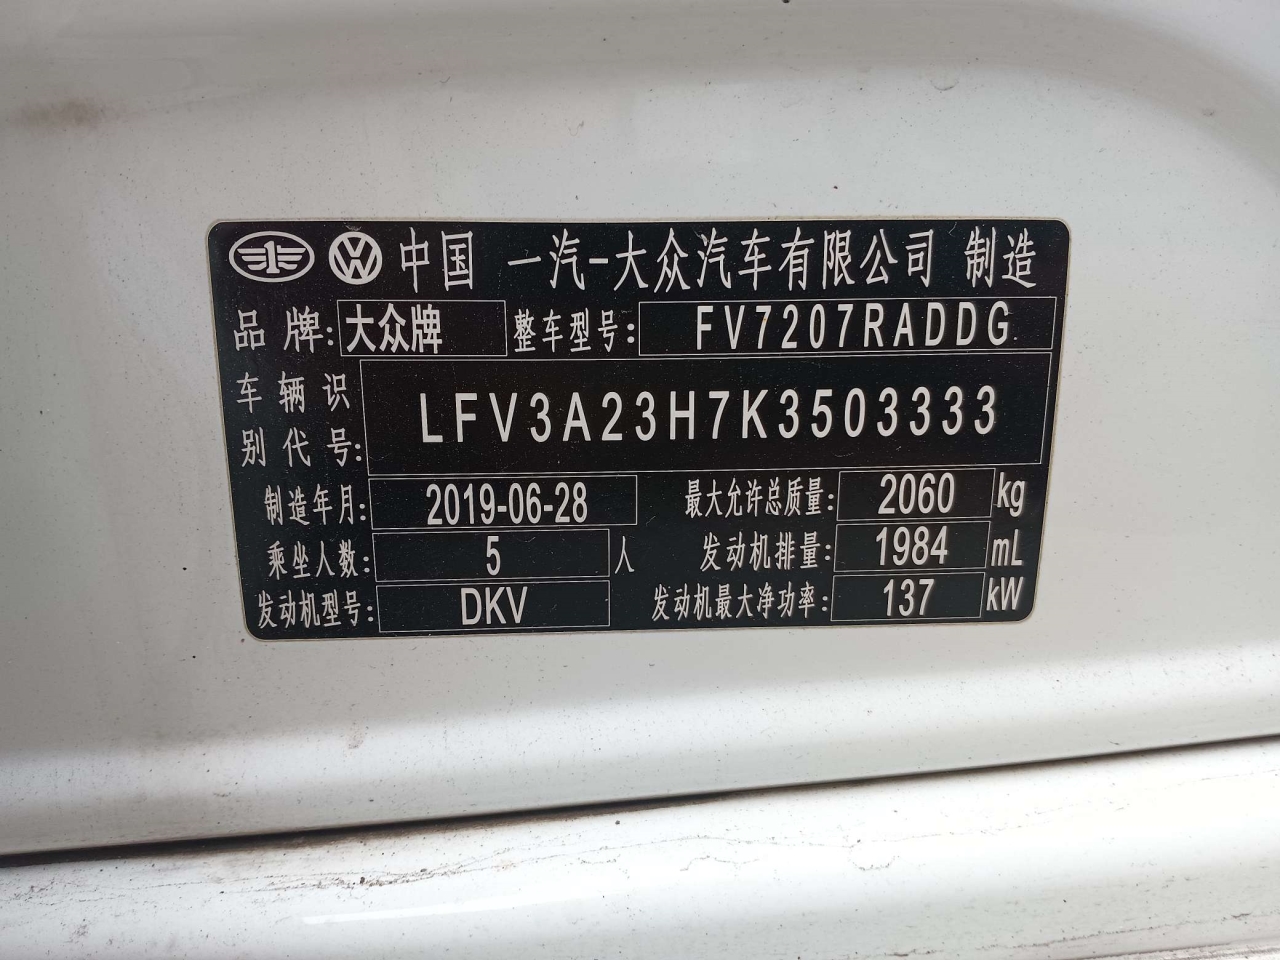 中国 一汽-大众汽车有限公司 制造
品 牌: 大众牌 整车型号: FV7207RADDG
车 辆 识
别 代 号: LFV3A23H7K3503333
制造年月: 2019-06-28 最大允许总质量: 2060 kg
乘坐人数: 5 人 发动机排量: 1984 mL
发动机型号: DKV 发动机最大净功率: 137 kW